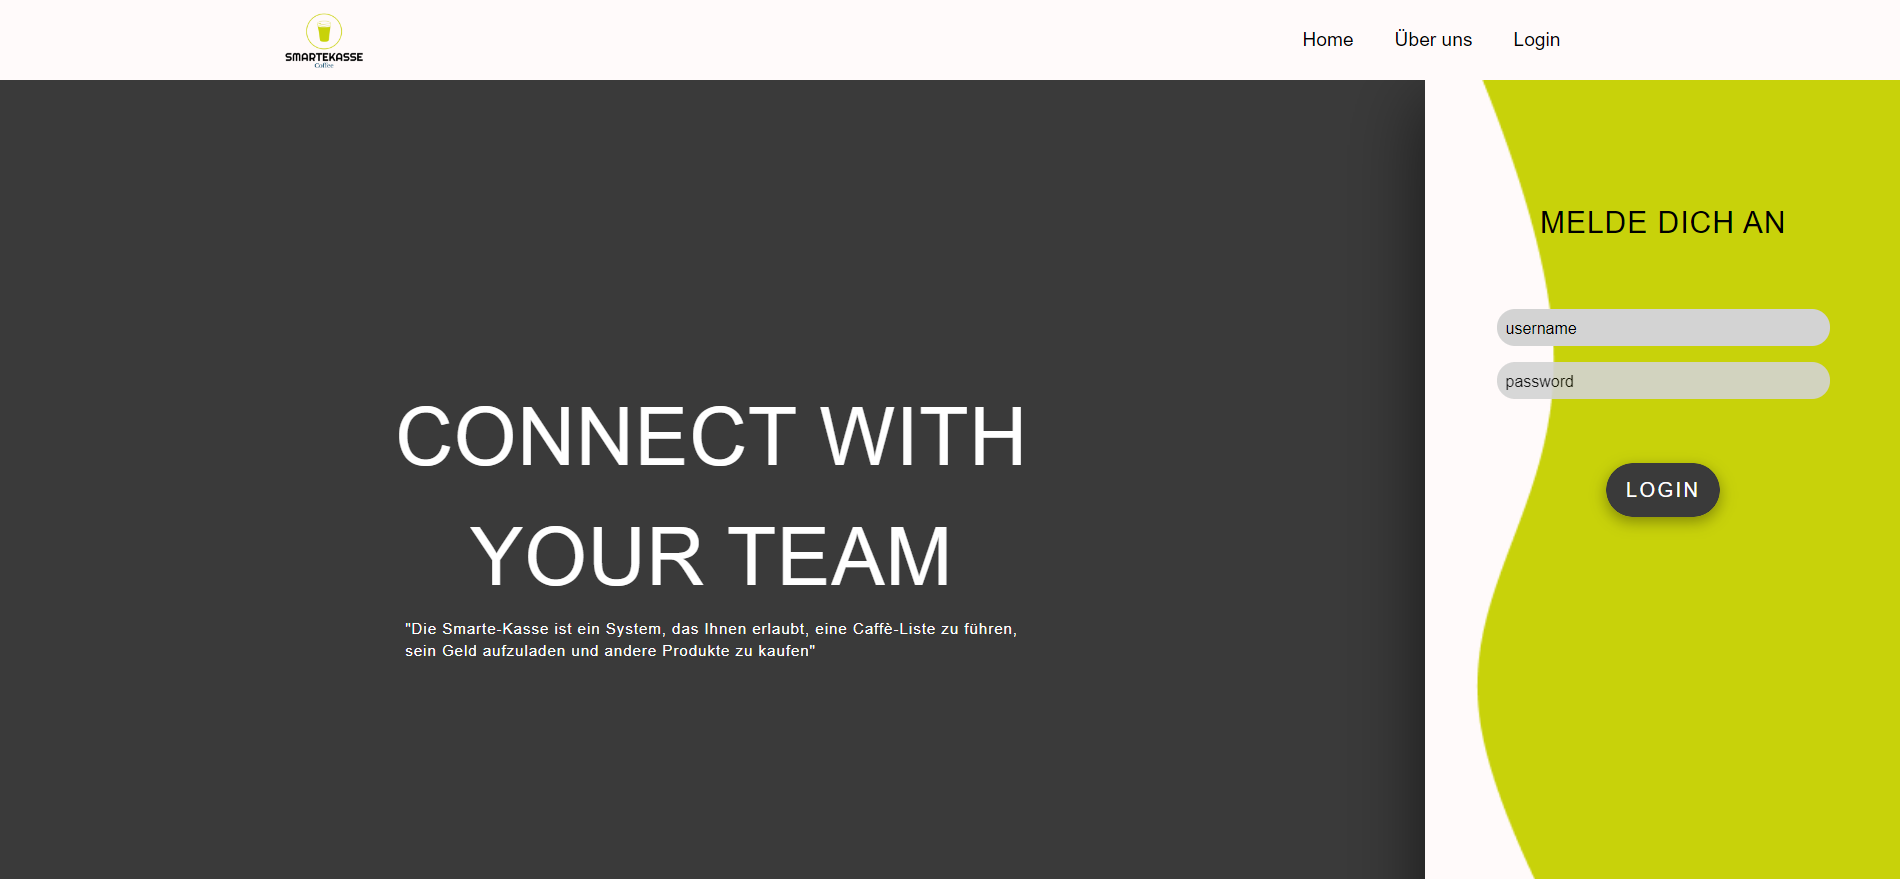 SMARTEKASSE
Caffee
Home
Über uns
Login
CONNECT WITH
YOUR TEAM
"Die Smarte-Kasse ist ein System, das Ihnen erlaubt, eine Caffè-Liste zu führen,
sein Geld aufzuladen und andere Produkte zu kaufen"
MELDE DICH AN
username
password
LOGIN